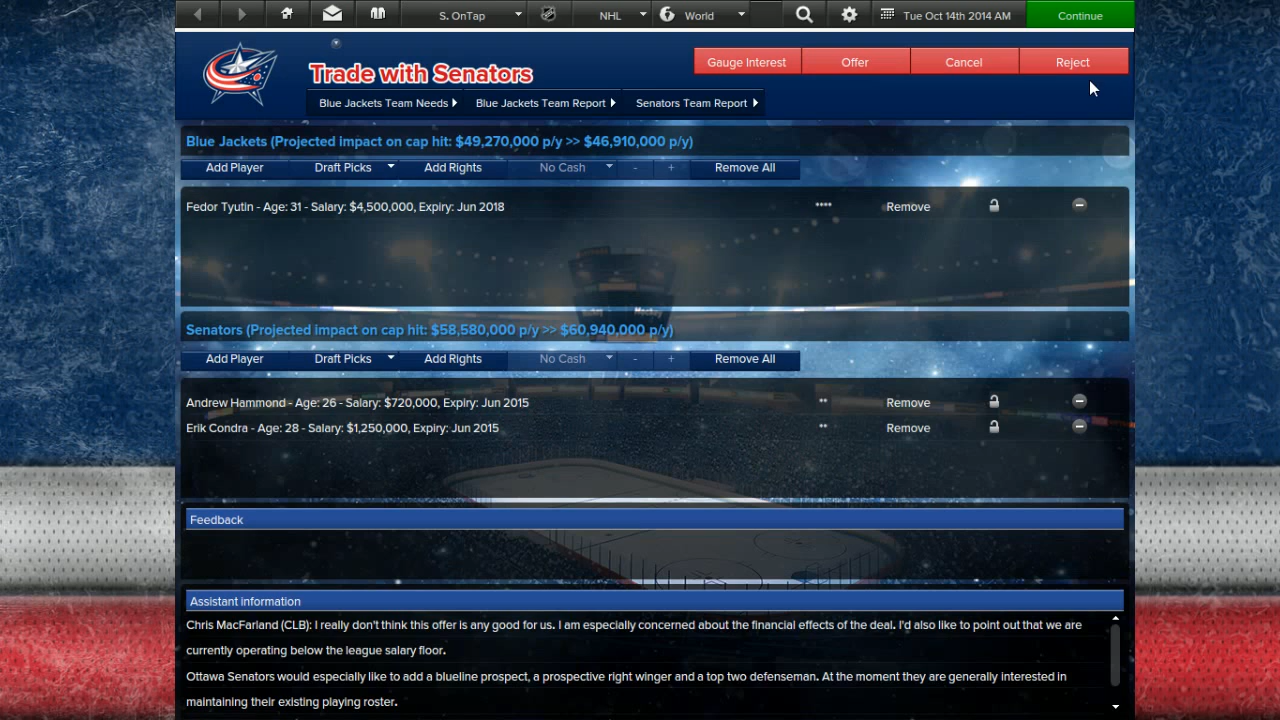 S. OnTap NHL World Tue Oct 14th 2014 AM Continue
Trade with Senators
Gauge Interest Offer Cancel Reject
Blue Jackets Team Needs Blue Jackets Team Report Senators Team Report
Blue Jackets (Projected impact on cap hit: $49,270,000 p/y >> $46,910,000 p/y)
Add Player Draft Picks Add Rights No Cash - + Remove All
Fedor Tyutin - Age: 31 - Salary: $4,500,000, Expiry: Jun 2018 **** Remove
Senators (Projected impact on cap hit: $58,580,000 p/y >> $60,940,000 p/y)
Add Player Draft Picks Add Rights No Cash - + Remove All
Andrew Hammond - Age: 26 - Salary: $720,000, Expiry: Jun 2015 ** Remove
Erik Condra - Age: 28 - Salary: $1,250,000, Expiry: Jun 2015 ** Remove
Feedback
Assistant information
Chris MacFarland (CLB): I really don't think this offer is any good for us. I am especially concerned about the financial effects of the deal. I'd also like to point out that we are
currently operating below the league salary floor.
Ottawa Senators would especially like to add a blueline prospect, a prospective right winger and a top two defenseman. At the moment they are generally interested in
maintaining their existing playing roster.